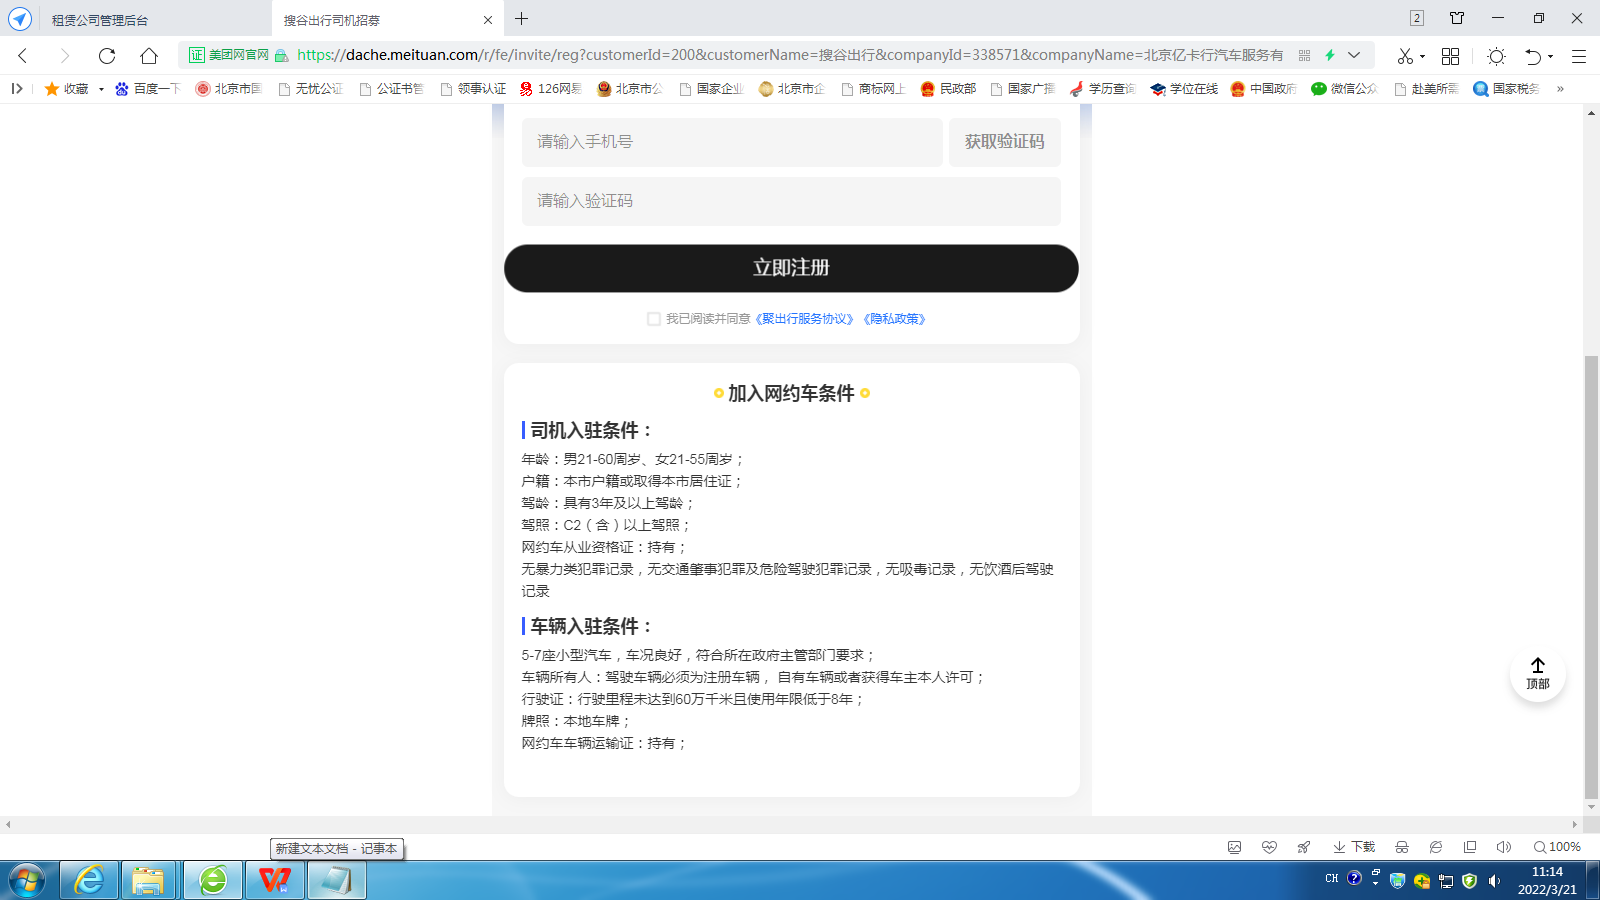 租赁公司管理后台
搜谷出行司机招募
2
证 美团网官网 https://dache.meituan.com/r/fe/invite/reg?customerId=200&customerName=搜谷出行&companyId=338571&companyName=北京亿卡行汽车服务有
收藏 百度一下 北京市国 无忧公证 公证书管 领事认证 126网易 北京市公 国家企业 北京市企 商标网上 民政部 国家广播 学历查询 学位在线 中国政府 微信公众 赴美所需 国家税务 »
请输入手机号 获取验证码
请输入验证码
立即注册
我已阅读并同意《聚出行服务协议》《隐私政策》
加入网约车条件
司机入驻条件：
年龄：男21-60周岁、女21-55周岁；
户籍：本市户籍或取得本市居住证；
驾龄：具有3年及以上驾龄；
驾照：C2（含）以上驾照；
网约车从业资格证：持有；
无暴力类犯罪记录，无交通肇事犯罪及危险驾驶犯罪记录，无吸毒记录，无饮酒后驾驶
记录
车辆入驻条件：
5-7座小型汽车，车况良好，符合所在政府主管部门要求；
车辆所有人：驾驶车辆必须为注册车辆， 自有车辆或者获得车主本人许可；
行驶证：行驶里程未达到60万千米且使用年限低于8年；
牌照：本地车牌；
网约车车辆运输证：持有；
顶部
新建文本文档 - 记事本
下载 100%
CH 11:14
2022/3/21